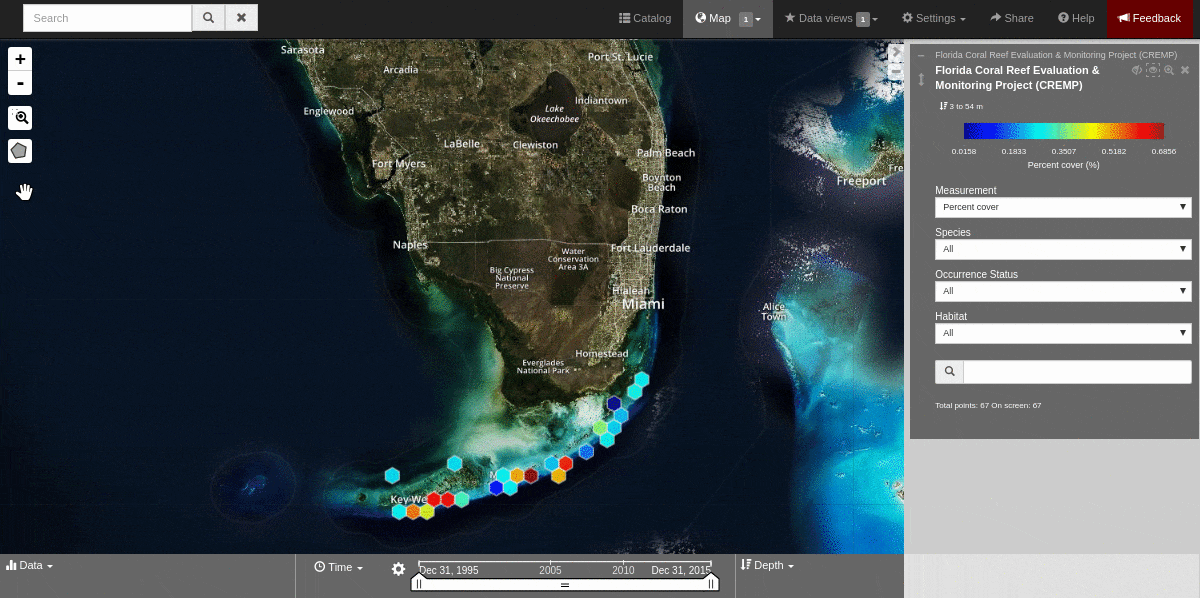 Search
Catalog
Map 1
Data views 1
Settings
Share
Help
Feedback
+
-
Sarasota
Arcadia
Port St. Lucie
Englewood
Lake
Okeechobee
Indiantown
LaBelle
Clewiston
Fort Myers
Palm Beach
Boynton
Beach
Freeport
Boca Raton
Naples
Fort Lauderdale
Water
Conservation
Area 3A
Big Cypress
National
Preserve
Hialeah
Miami
Alice
Town
Homestead
Everglades
National Park
Key We
Florida Coral Reef Evaluation & Monitoring Project (CREMP)
Florida Coral Reef Evaluation &
Monitoring Project (CREMP)
3 to 54 m
0.0158 0.1833 0.3507 0.5182 0.6856
Percent cover (%)
Measurement
Percent cover
Species
All
Occurrence Status
All
Habitat
All
Total points: 67 On screen: 67
Data
Time
Dec 31, 1995 2005 2010 Dec 31, 2015
Depth